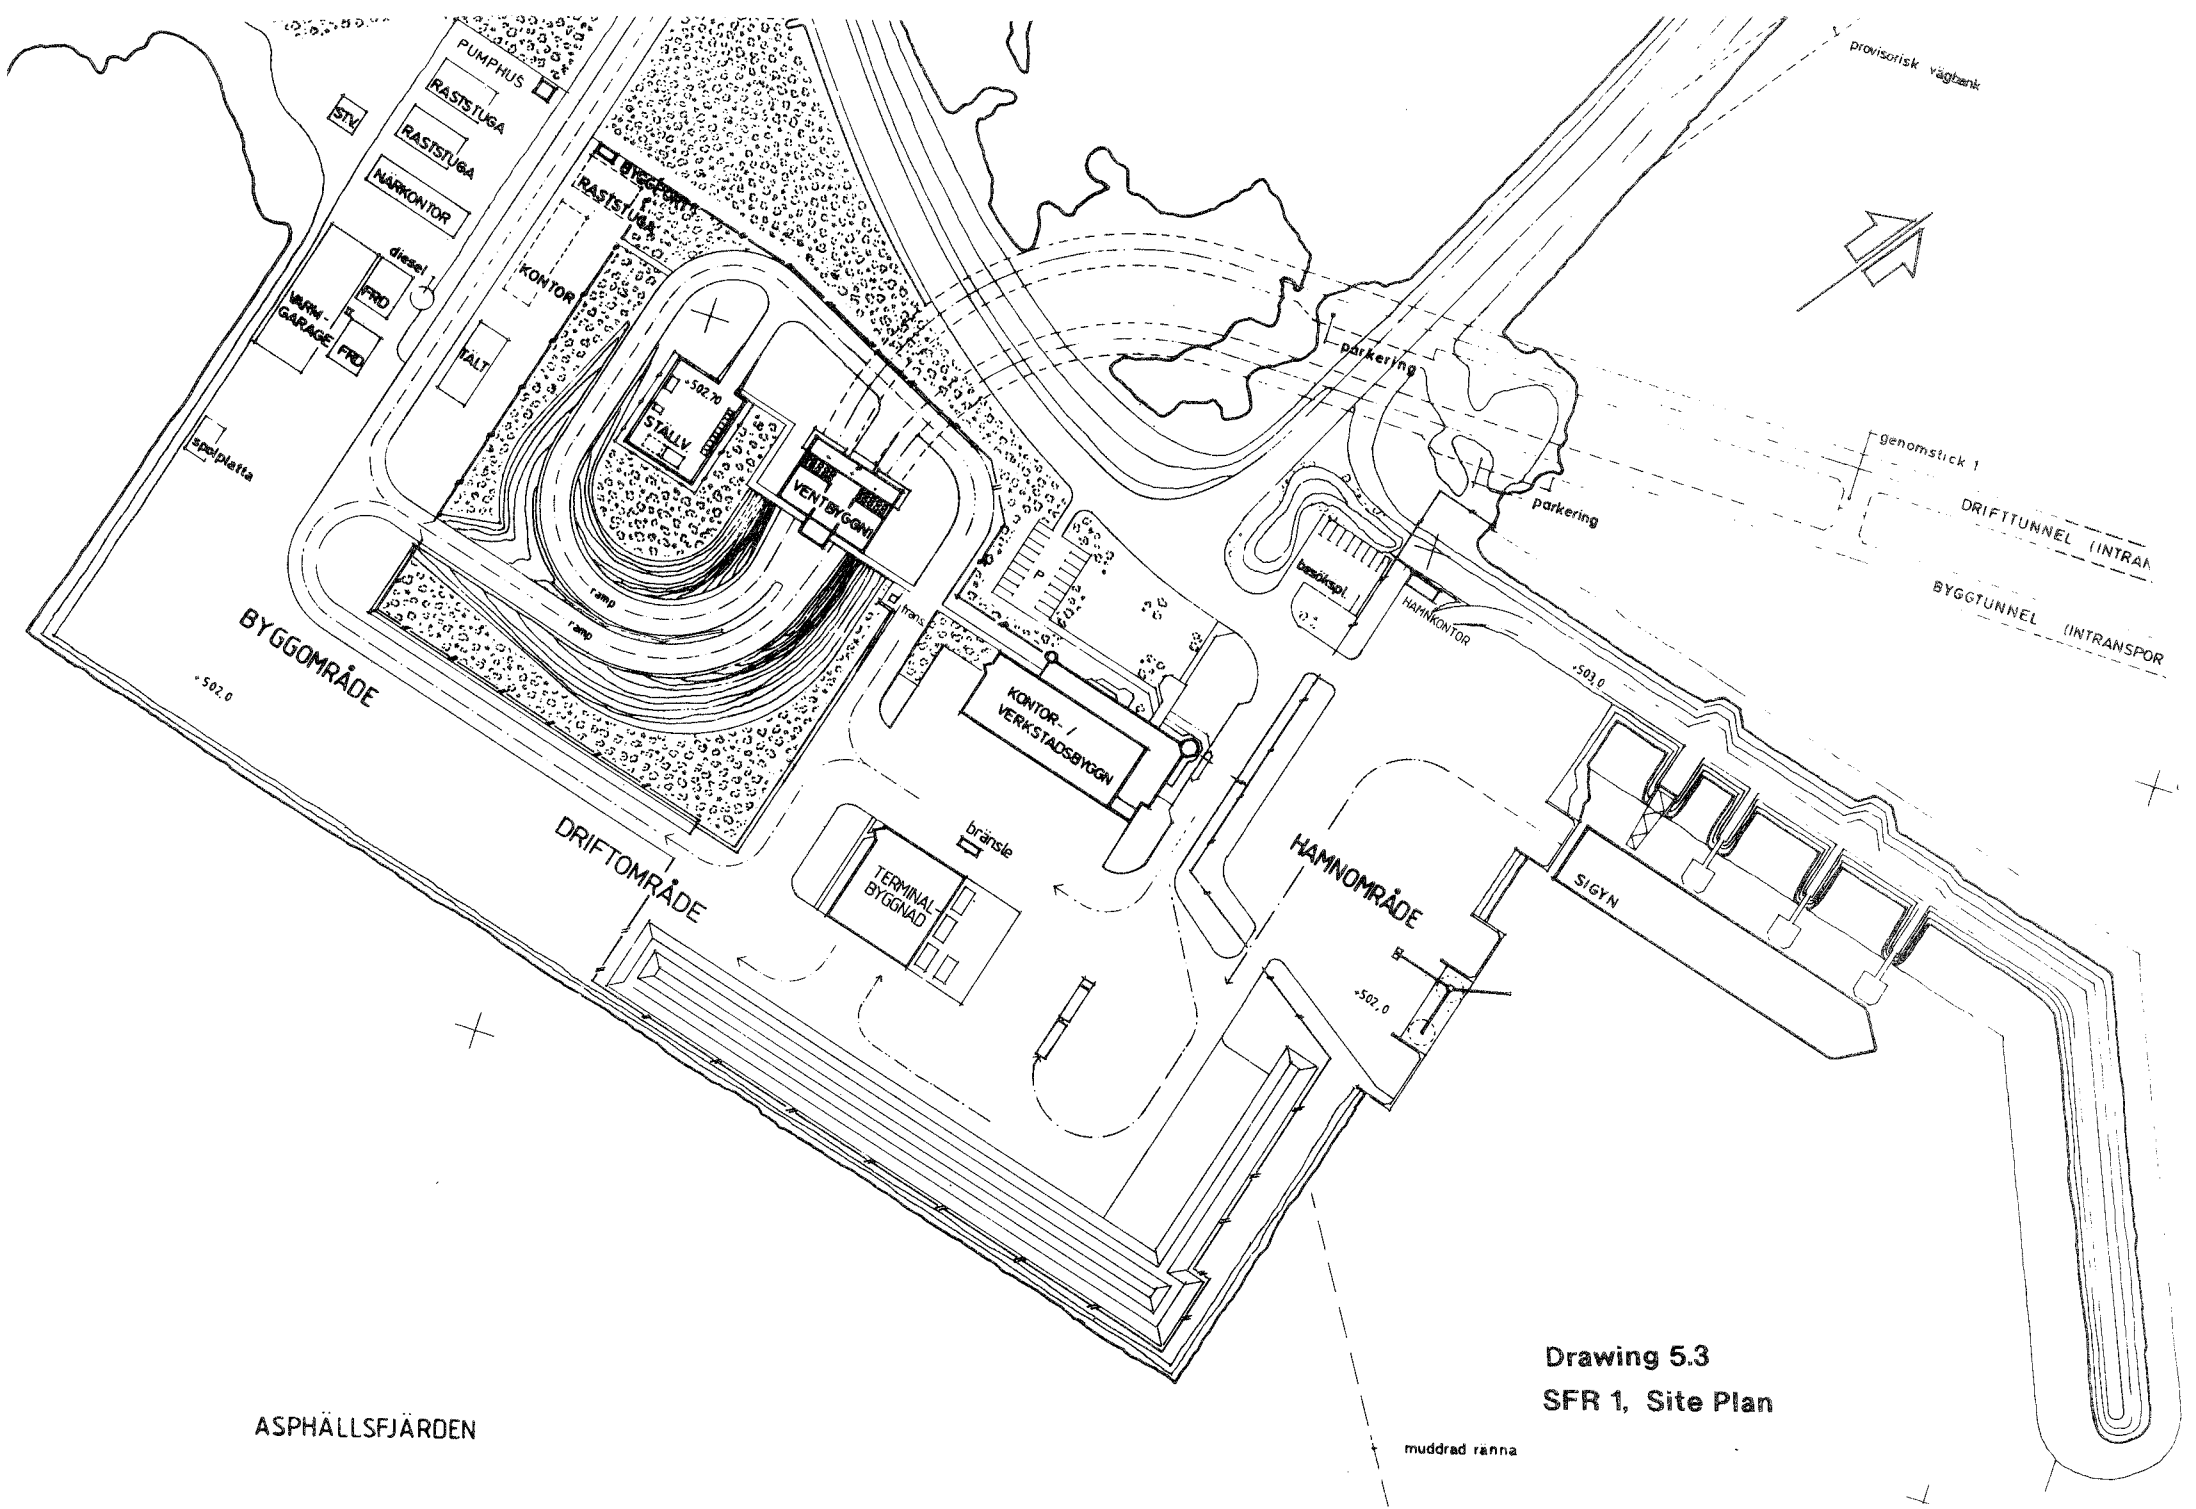 provisorisk vägbank
PUMPHUS
RASTSTUGA
STV.
RASTSTUGA
NÄRKONTOR
BYGGPORT
RASTSTUGA
diesel
KONTOR
FRD
VARM-
GARAGE
FRD
TÄLT
parkering
+502.70
STÄLLV
spolplatta
genomstick 1
VENTBYGGN
parkering
DRIFTTUNNEL (INTRAN
BYGGTUNNEL (INTRANSPOR
P
besökspl.
HAMNKONTOR
ramp
ramp
trans.
BYGGOMRÅDE
+502,0
+503,0
KONTOR- /
VERKSTADSBYGGN
DRIFTOMRÅDE
bränsle
TERMINAL-
BYGGNAD
HAMNOMRÅDE
SIGYN
+502,0
Drawing 5.3
SFR 1, Site Plan
ASPHÄLLSFJÄRDEN
muddrad ränna